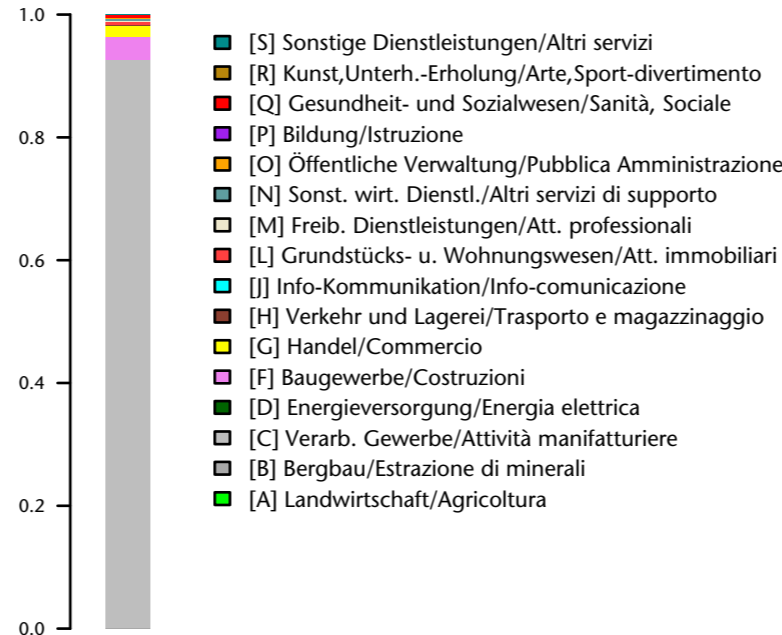 1.0
0.8
0.6
0.4
0.2
0.0
[S] Sonstige Dienstleistungen/Altri servizi
[R] Kunst,Unterh.-Erholung/Arte,Sport-divertimento
[Q] Gesundheit- und Sozialwesen/Sanità, Sociale
[P] Bildung/Istruzione
[O] Öffentliche Verwaltung/Pubblica Amministrazione
[N] Sonst. wirt. Dienstl./Altri servizi di supporto
[M] Freib. Dienstleistungen/Att. professionali
[L] Grundstücks- u. Wohnungswesen/Att. immobiliari
[J] Info-Kommunikation/Info-comunicazione
[H] Verkehr und Lagerei/Trasporto e magazzinaggio
[G] Handel/Commercio
[F] Baugewerbe/Costruzioni
[D] Energieversorgung/Energia elettrica
[C] Verarb. Gewerbe/Attività manifatturiere
[B] Bergbau/Estrazione di minerali
[A] Landwirtschaft/Agricoltura